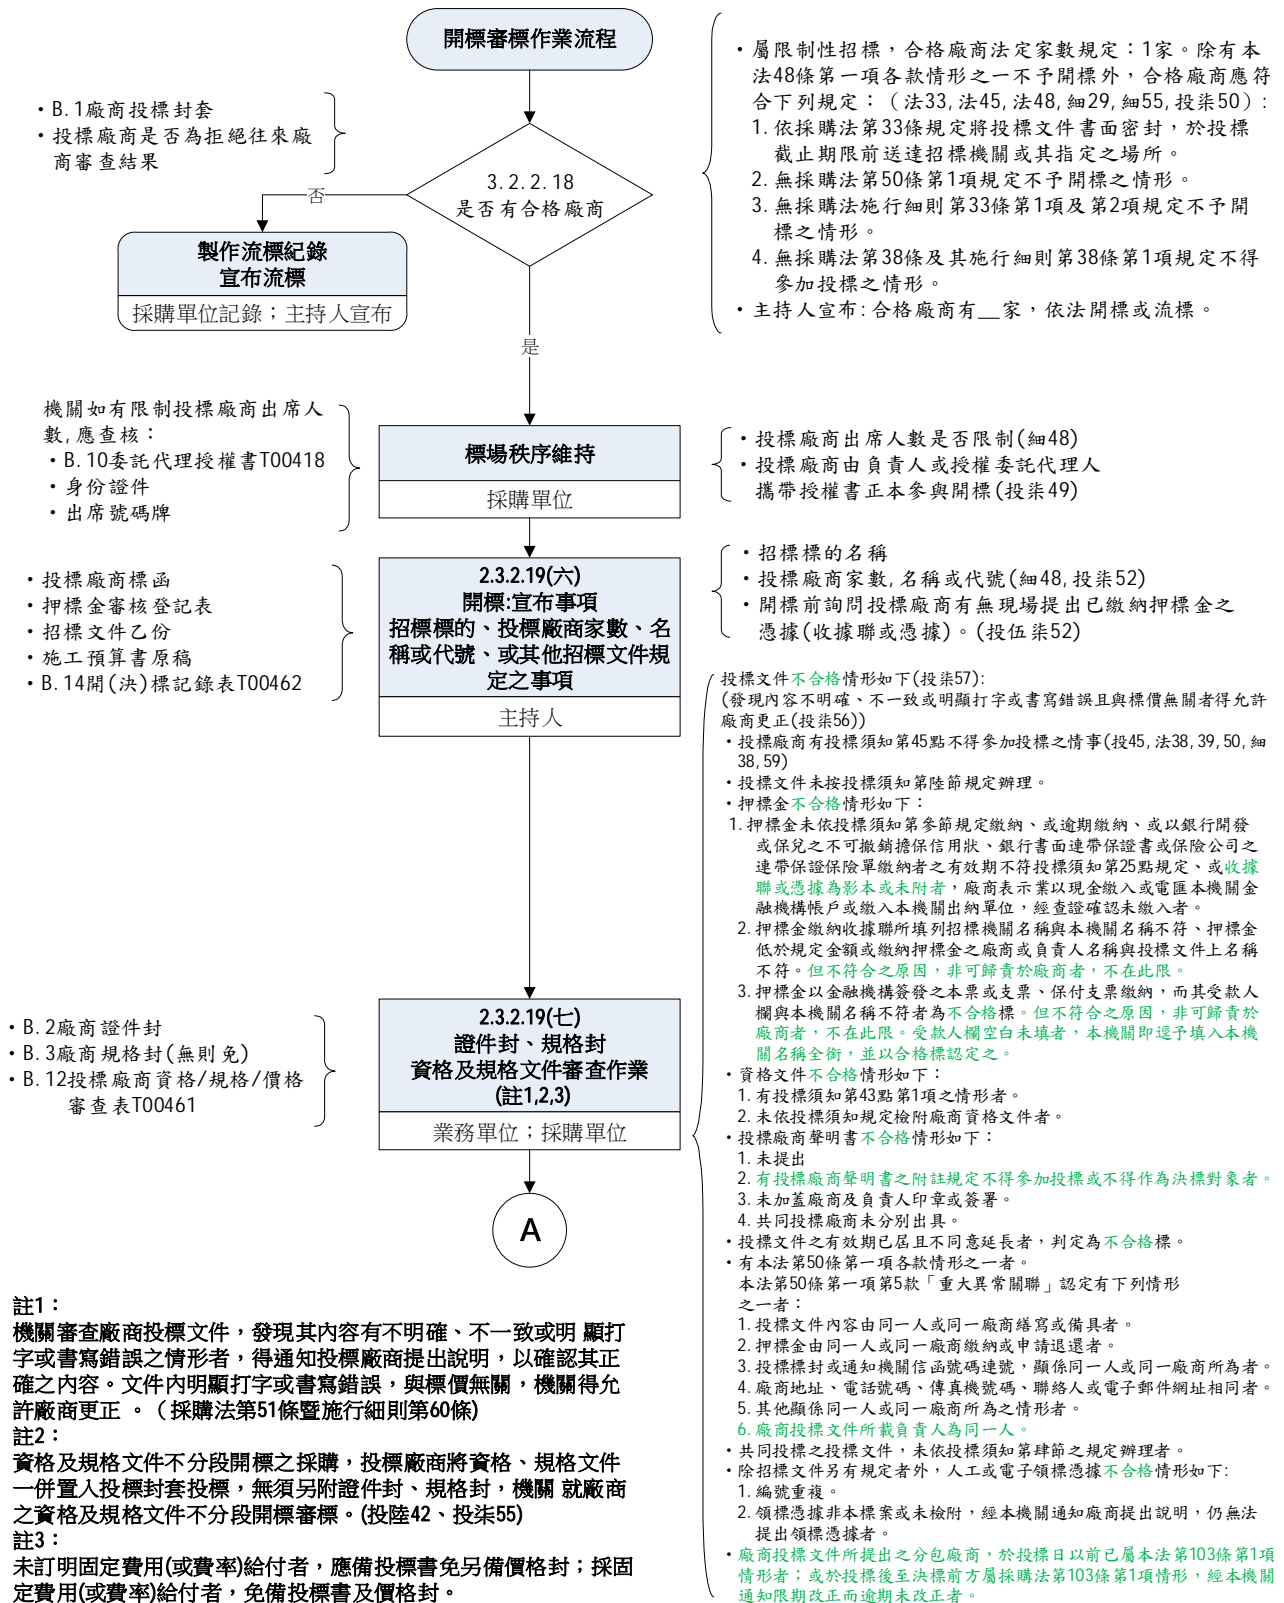 開標審標作業流程
・B.1廠商投標封套
・投標廠商是否為拒絕往來廠
商審查結果
3.2.2.18
是否有合格廠商
否
製作流標紀錄
宣布流標
採購單位記錄；主持人宣布
是
・屬限制性招標，合格廠商法定家數規定：1家。除有本
法48條第一項各款情形之一不予開標外，合格廠商應符
合下列規定：（法33,法45,法48,細29,細55,投柒50）:
1.依採購法第33條規定將投標文件書面密封，於投標
截止期限前送達招標機關或其指定之場所。
2.無採購法第50條第1項規定不予開標之情形。
3.無採購法施行細則第33條第1項及第2項規定不予開
標之情形。
4.無採購法第38條及其施行細則第38條第1項規定不得
參加投標之情形。
・主持人宣布:合格廠商有__家，依法開標或流標。
機關如有限制投標廠商出席人
數,應查核：
・B.10委託代理授權書T00418
・身份證件
・出席號碼牌
標場秩序維持
採購單位
・投標廠商出席人數是否限制(細48)
・投標廠商由負責人或授權委託代理人
攜帶授權書正本參與開標(投柒49)
・投標廠商標函
・押標金審核登記表
・招標文件乙份
・施工預算書原稿
・B.14開(決)標記錄表T00462
2.3.2.19(六)
開標:宣布事項
招標標的、投標廠商家數、名
稱或代號、或其他招標文件規
定之事項
主持人
・招標標的名稱
・投標廠商家數,名稱或代號(細48,投柒52)
・開標前詢問投標廠商有無現場提出已繳納押標金之
憑據(收據聯或憑據)。(投伍柒52)
・B.2廠商證件封
・B.3廠商規格封(無則免)
・B.12投標廠商資格/規格/價格
審查表T00461
2.3.2.19(七)
證件封、規格封
資格及規格文件審查作業
(註1,2,3)
業務單位；採購單位
A
投標文件不合格情形如下(投柒57):
(發現內容不明確、不一致或明顯打字或書寫錯誤且與標價無關者得允許
廠商更正(投柒56))
・投標廠商有投標須知第45點不得參加投標之情事(投45,法38,39,50,細
38,59)
・投標文件未按投標須知第陸節規定辦理。
・押標金不合格情形如下：
1.押標金未依投標須知第參節規定繳納、或逾期繳納、或以銀行開發
或保兌之不可撤銷擔保信用狀、銀行書面連帶保證書或保險公司之
連帶保證保險單繳納者之有效期不符投標須知第25點規定、或收據
聯或憑據為影本或未附者，廠商表示業以現金繳入或電匯本機關金
融機構帳戶或繳入本機關出納單位，經查證確認未繳入者。
2.押標金繳納收據聯所填列招標機關名稱與本機關名稱不符、押標金
低於規定金額或繳納押標金之廠商或負責人名稱與投標文件上名稱
不符。但不符合之原因，非可歸責於廠商者，不在此限。
3.押標金以金融機構簽發之本票或支票、保付支票繳納，而其受款人
欄與本機關名稱不符者為不合格標。但不符合之原因，非可歸責於
廠商者，不在此限。受款人欄空白未填者，本機關即逕予填入本機
關名稱全銜，並以合格標認定之。
・資格文件不合格情形如下：
1.有投標須知第43點第1項之情形者。
2.未依投標須知規定檢附廠商資格文件者。
・投標廠商聲明書不合格情形如下：
1.未提出
2.有投標廠商聲明書之附註規定不得參加投標或不得作為決標對象者。
3.未加蓋廠商及負責人印章或簽署。
4.共同投標廠商未分別出具。
・投標文件之有效期已屆且不同意延長者，判定為不合格標。
・有本法第50條第一項各款情形之一者。
本法第50條第一項第5款「重大異常關聯」認定有下列情形
之一者：
1.投標文件內容由同一人或同一廠商繕寫或備具者。
2.押標金由同一人或同一廠商繳納或申請退還者。
3.投標標封或通知機關信函號碼連號，顯係同一人或同一廠商所為者。
4.廠商地址、電話號碼、傳真機號碼、聯絡人或電子郵件網址相同者。
5.其他顯係同一人或同一廠商所為之情形者。
6.廠商投標文件所載負責人為同一人。
・共同投標之投標文件，未依投標須知第肆節之規定辦理者。
・除招標文件另有規定者外，人工或電子領標憑據不合格情形如下:
1.編號重複。
2.領標憑據非本標案或未檢附，經本機關通知廠商提出說明，仍無法
提出領標憑據者。
・廠商投標文件所提出之分包廠商，於投標日以前已屬本法第103條第1項
情形者；或於投標後至決標前方屬採購法第103條第1項情形，經本機關
通知限期改正而逾期未改正者。
註1：
機關審查廠商投標文件，發現其內容有不明確、不一致或明 顯打
字或書寫錯誤之情形者，得通知投標廠商提出說明，以確認其正
確之內容。文件內明顯打字或書寫錯誤，與標價無關，機關得允
許廠商更正 。（採購法第51條暨施行細則第60條)
註2：
資格及規格文件不分段開標之採購，投標廠商將資格、規格文件
一併置入投標封套投標，無須另附證件封、規格封，機關 就廠商
之資格及規格文件不分段開標審標。(投陸42、投柒55)
註3：
未訂明固定費用(或費率)給付者，應備投標書免另備價格封；採固
定費用(或費率)給付者，免備投標書及價格封。